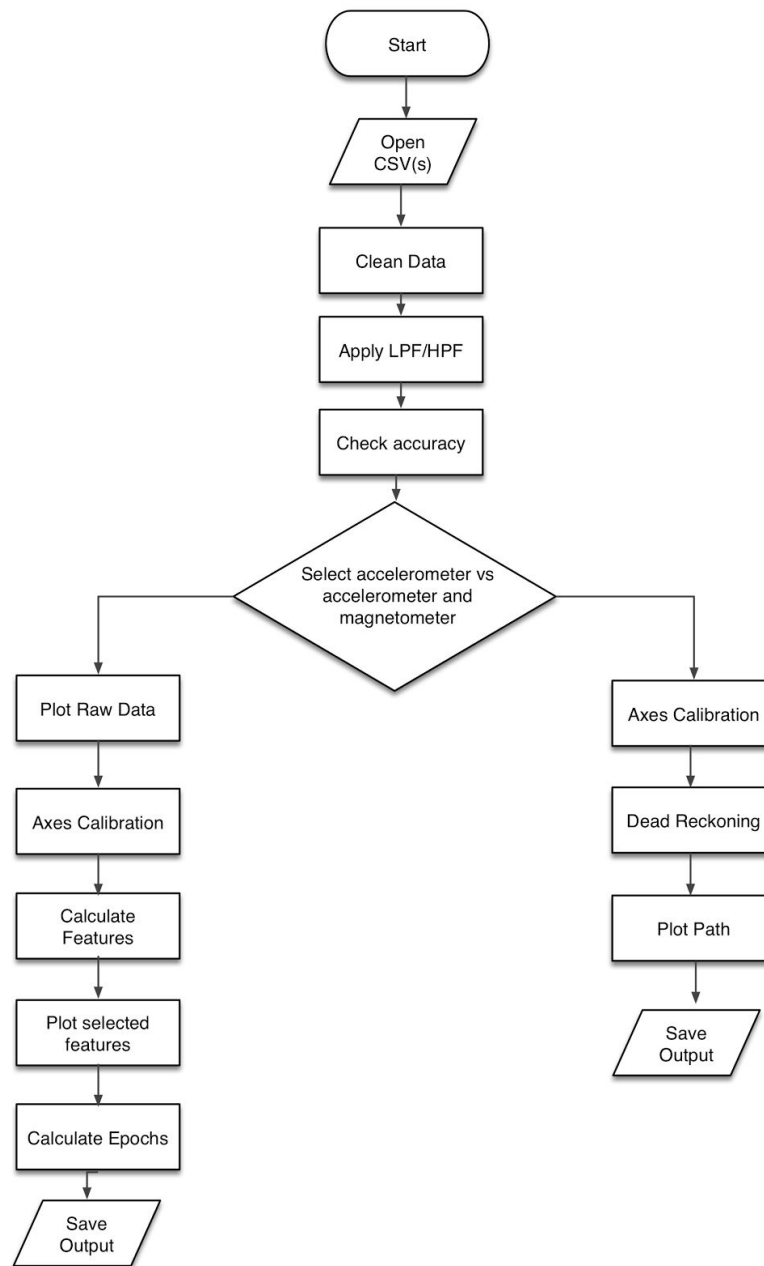 Start
Open
CSV(s)
Clean Data
Apply LPF/HPF
Check accuracy
Select accelerometer vs
accelerometer and
magnetometer
Plot Raw Data
Axes Calibration
Calculate
Features
Plot selected
features
Calculate Epochs
Save
Output
Axes Calibration
Dead Reckoning
Plot Path
Save
Output